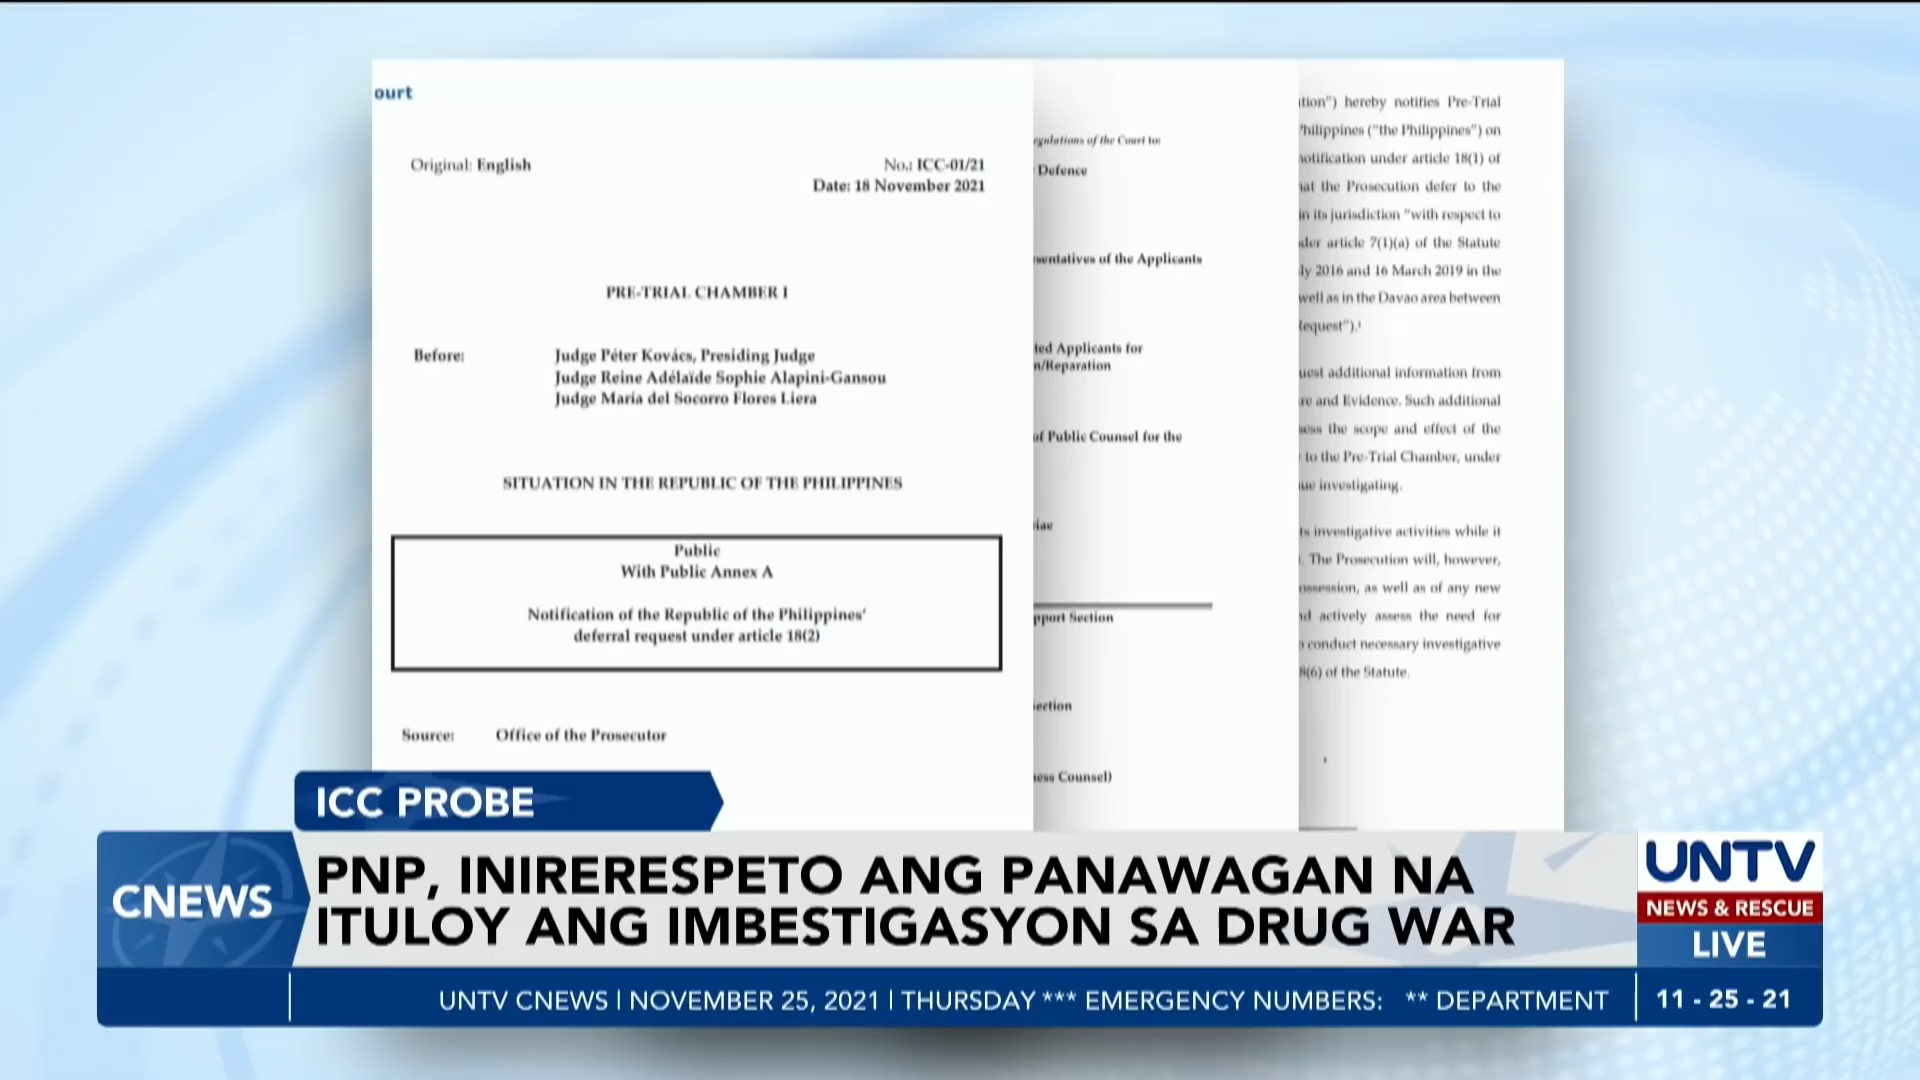 ourt
Original: English
No.: ICC-01/21
Date: 18 November 2021
PRE-TRIAL CHAMBER I
Before:
Judge Péter Kovács, Presiding Judge
Judge Reine Adélaïde Sophie Alapini-Gansou
Judge María del Socorro Flores Liera
SITUATION IN THE REPUBLIC OF THE PHILIPPINES
Public
With Public Annex A
Notification of the Republic of the Philippines'
deferral request under article 18(2)
Source: Office of the Prosecutor
egulations of the Court to:
Defence
sentatives of the Applicants
ted Applicants for
n/Reparation
of Public Counsel for the
iae
pport Section
ection
ness Counsel)
tion") hereby notifies Pre-Trial
Philippines ("the Philippines") on
notification under article 18(1) of
hat the Prosecution defer to the
in its jurisdiction "with respect to
der article 7(1)(a) of the Statute
ly 2016 and 16 March 2019 in the
well as in the Davao area between
Request").¹
uest additional information from
re and Evidence. Such additional
sess the scope and effect of the
to the Pre-Trial Chamber, under
ue investigating.
ts investigative activities while it
. The Prosecution will, however,
ossession, as well as of any new
nd actively assess the need for
o conduct necessary investigative
8(6) of the Statute.
ICC PROBE
CNEWS
PNP, INIRERESPETO ANG PANAWAGAN NA
ITULOY ANG IMBESTIGASYON SA DRUG WAR
UNTV
NEWS & RESCUE
LIVE
UNTV CNEWS | NOVEMBER 25, 2021 | THURSDAY *** EMERGENCY NUMBERS: ** DEPARTMENT
11 - 25 - 21